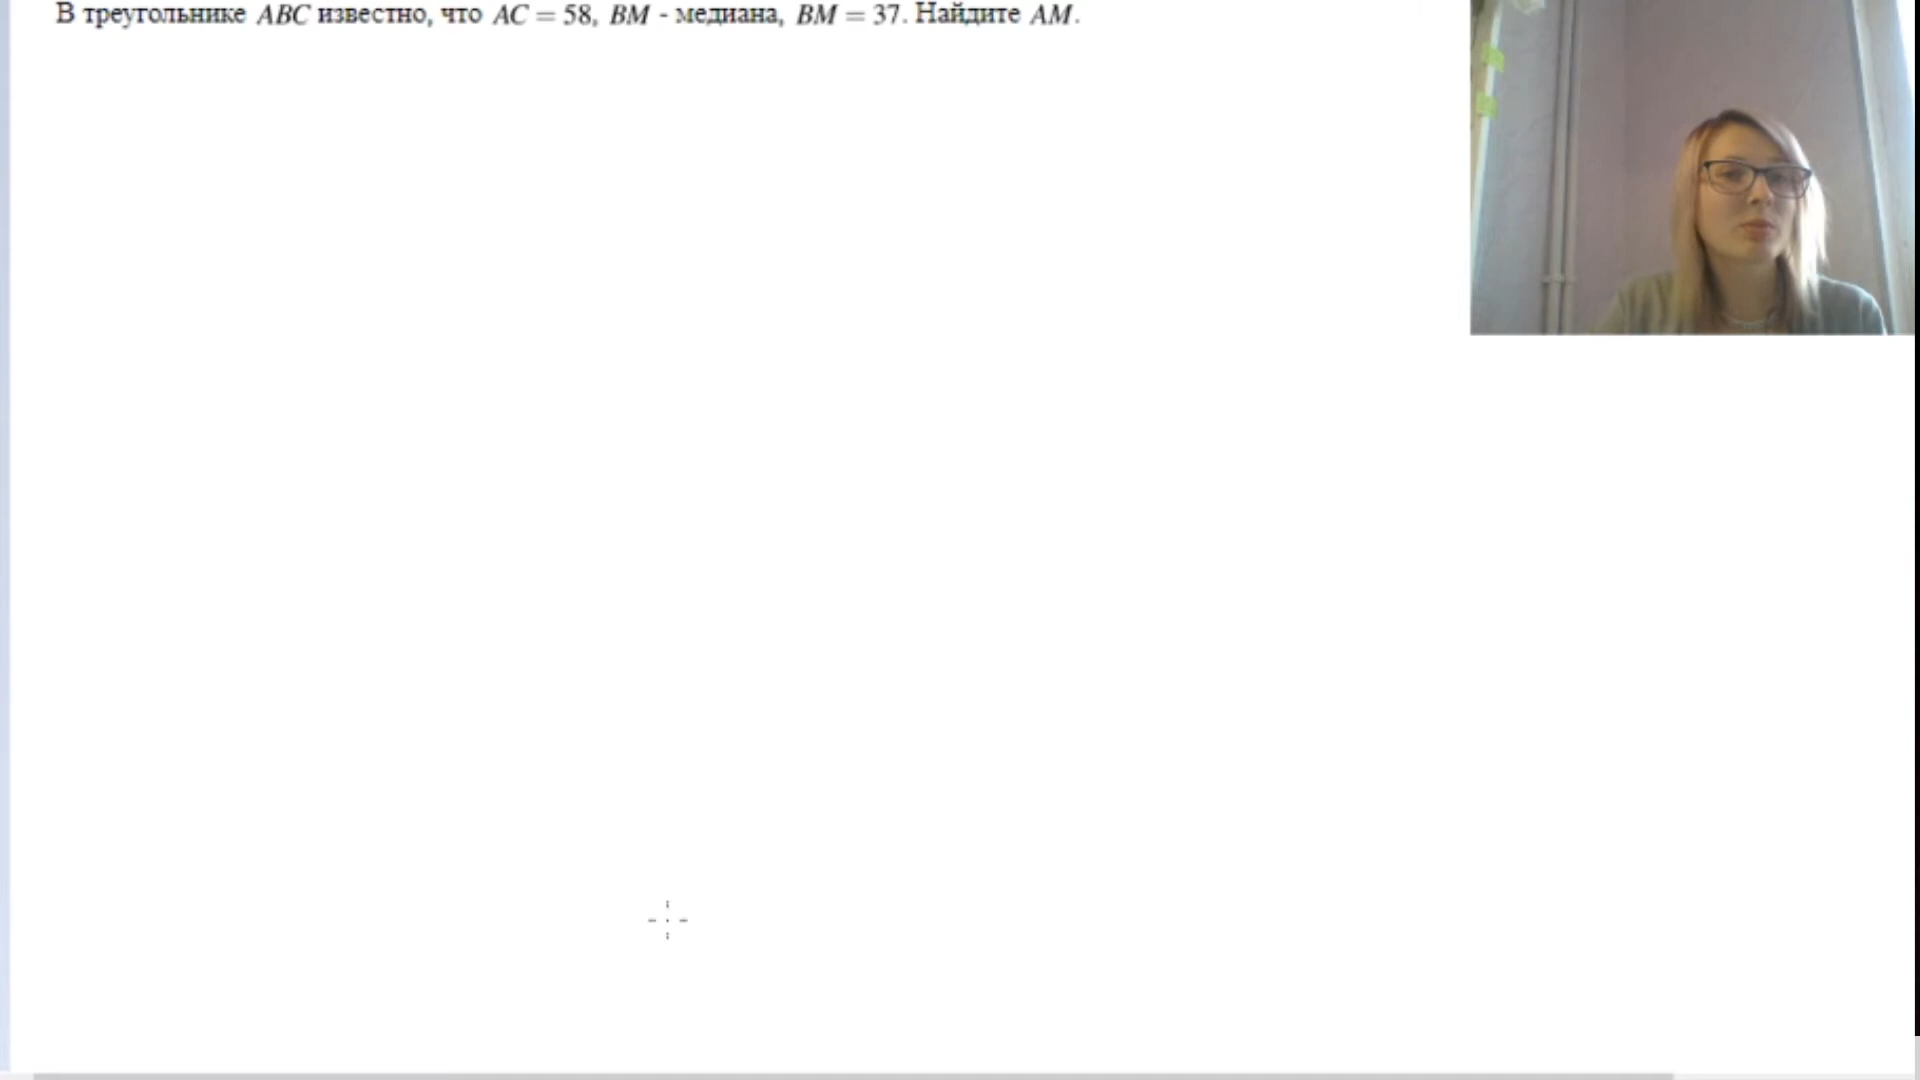 В треугольнике ABC известно, что AC = 58, BM - медиана, BM = 37. Найдите AM.